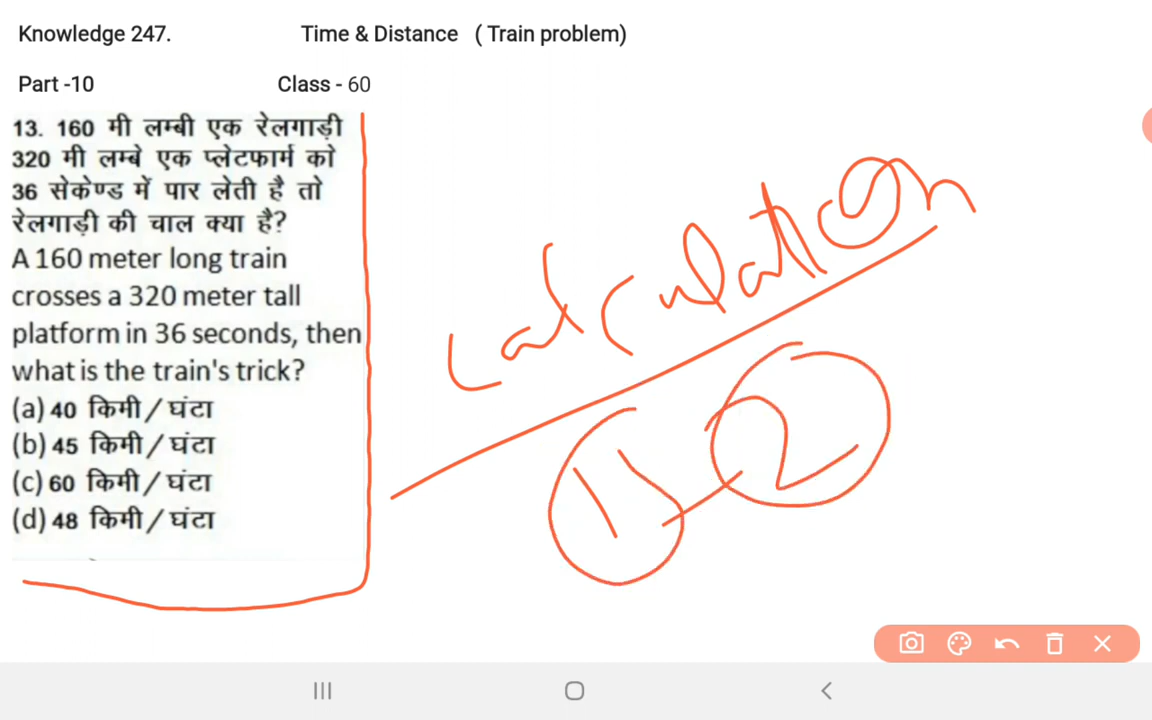 Knowledge 247. Time & Distance ( Train problem)
Part -10 Class - 60
13. 160 मी लम्बी एक रेलगाड़ी
320 मी लम्बे एक प्लेटफार्म को
36 सेकेण्ड में पार लेती है तो
रेलगाड़ी की चाल क्या है?
A 160 meter long train
crosses a 320 meter tall
platform in 36 seconds, then
what is the train's trick?
(a) 40 किमी / घंटा
(b) 45 किमी / घंटा
(c) 60 किमी / घंटा
(d) 48 किमी / घंटा
Calculation